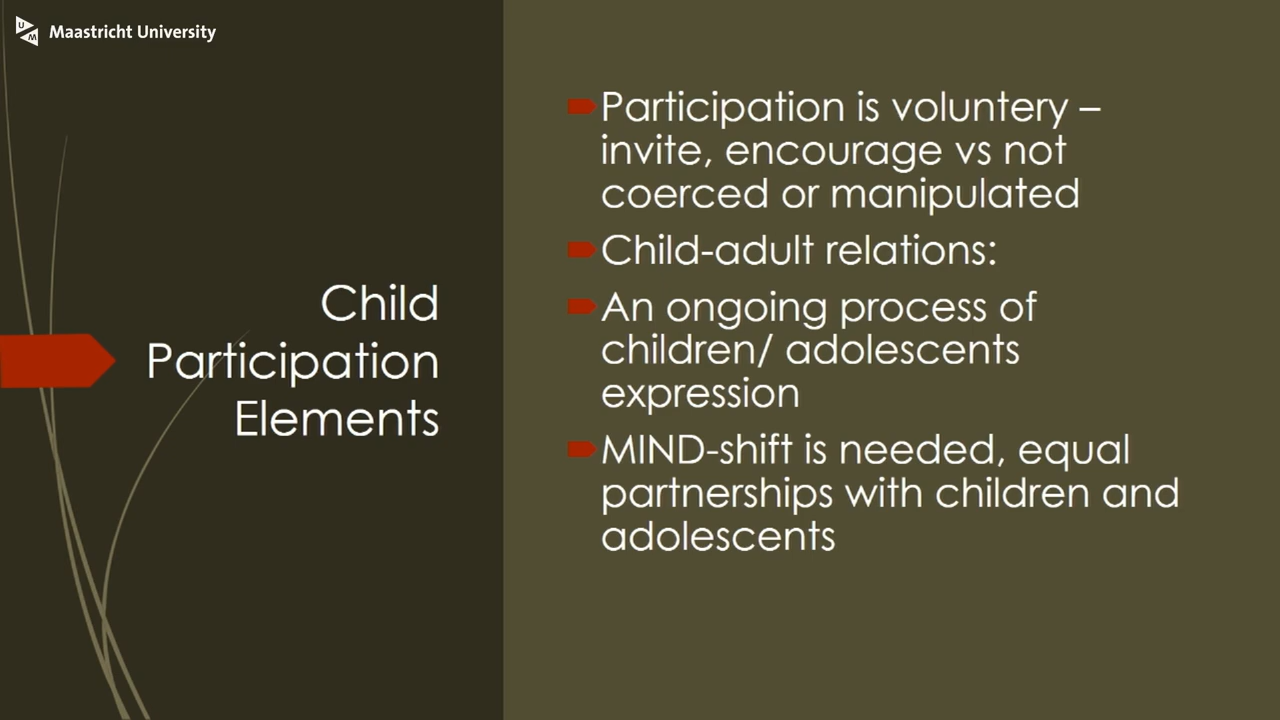 Maastricht University
Child
Participation
Elements
Participation is voluntery –
invite, encourage vs not
coerced or manipulated
Child-adult relations:
An ongoing process of
children/ adolescents
expression
MIND-shift is needed, equal
partnerships with children and
adolescents